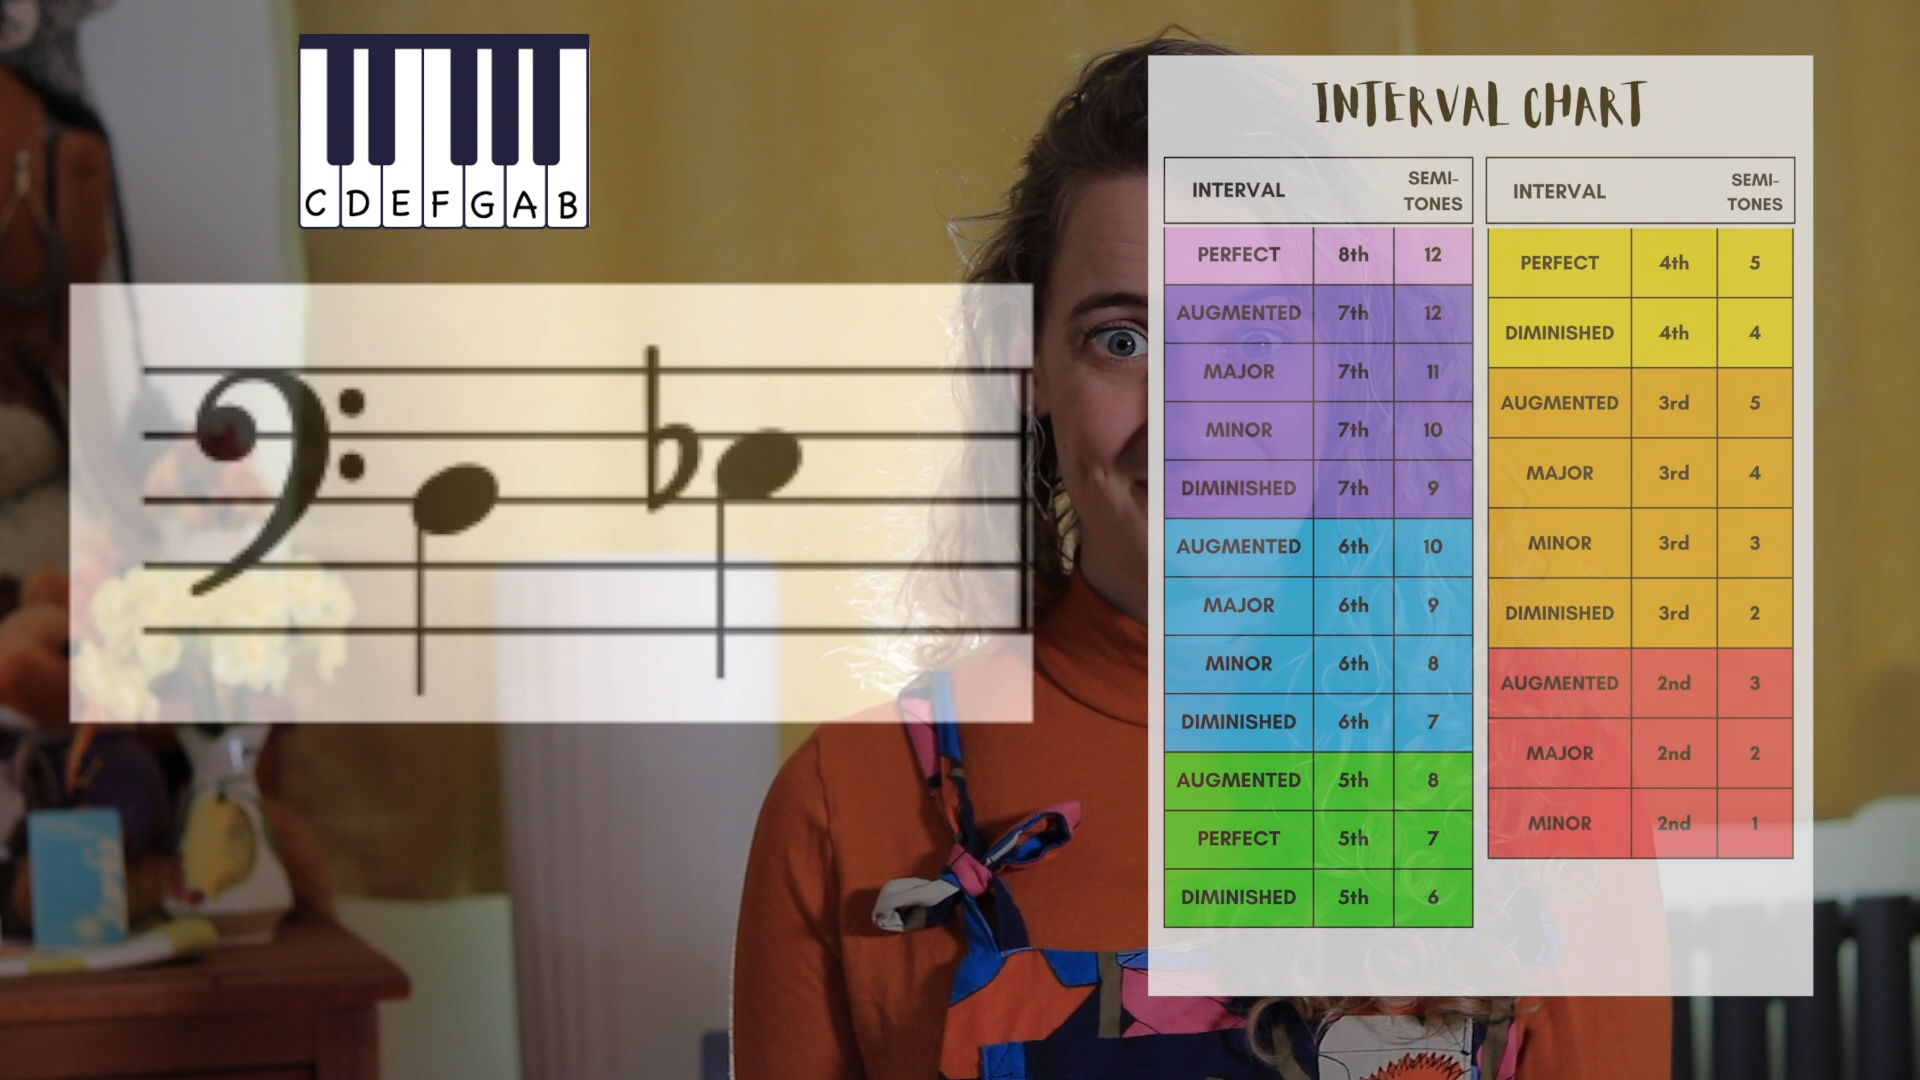 C D E F G A B
INTERVAL CHART
INTERVAL SEMI-TONES
PERFECT 8th 12
AUGMENTED 7th 12
MAJOR 7th 11
MINOR 7th 10
DIMINISHED 7th 9
AUGMENTED 6th 10
MAJOR 6th 9
MINOR 6th 8
DIMINISHED 6th 7
AUGMENTED 5th 8
PERFECT 5th 7
DIMINISHED 5th 6
INTERVAL SEMI-TONES
PERFECT 4th 5
DIMINISHED 4th 4
AUGMENTED 3rd 5
MAJOR 3rd 4
MINOR 3rd 3
DIMINISHED 3rd 2
AUGMENTED 2nd 3
MAJOR 2nd 2
MINOR 2nd 1